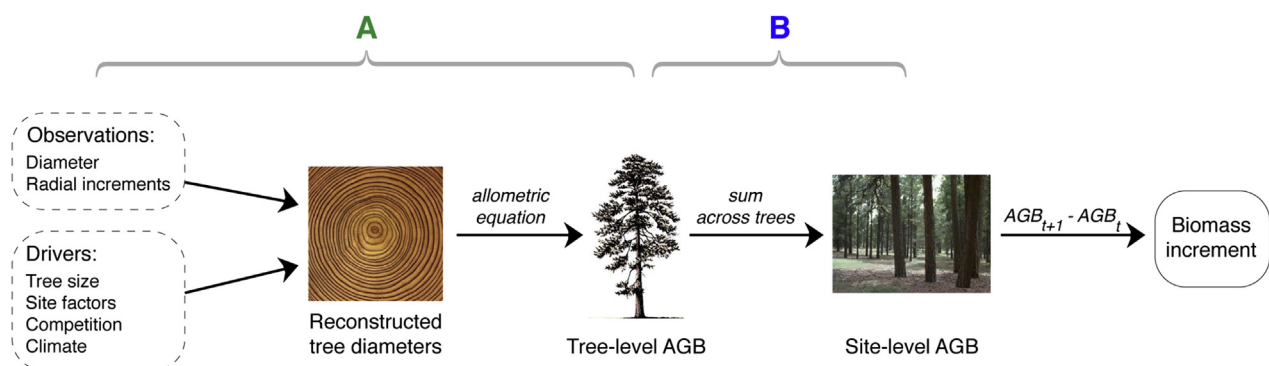 A
B
Observations:
Diameter
Radial increments
Drivers:
Tree size
Site factors
Competition
Climate
Reconstructed
tree diameters
allometric
equation
Tree-level AGB
sum
across trees
Site-level AGB
AGBt+1 - AGBt
Biomass
increment